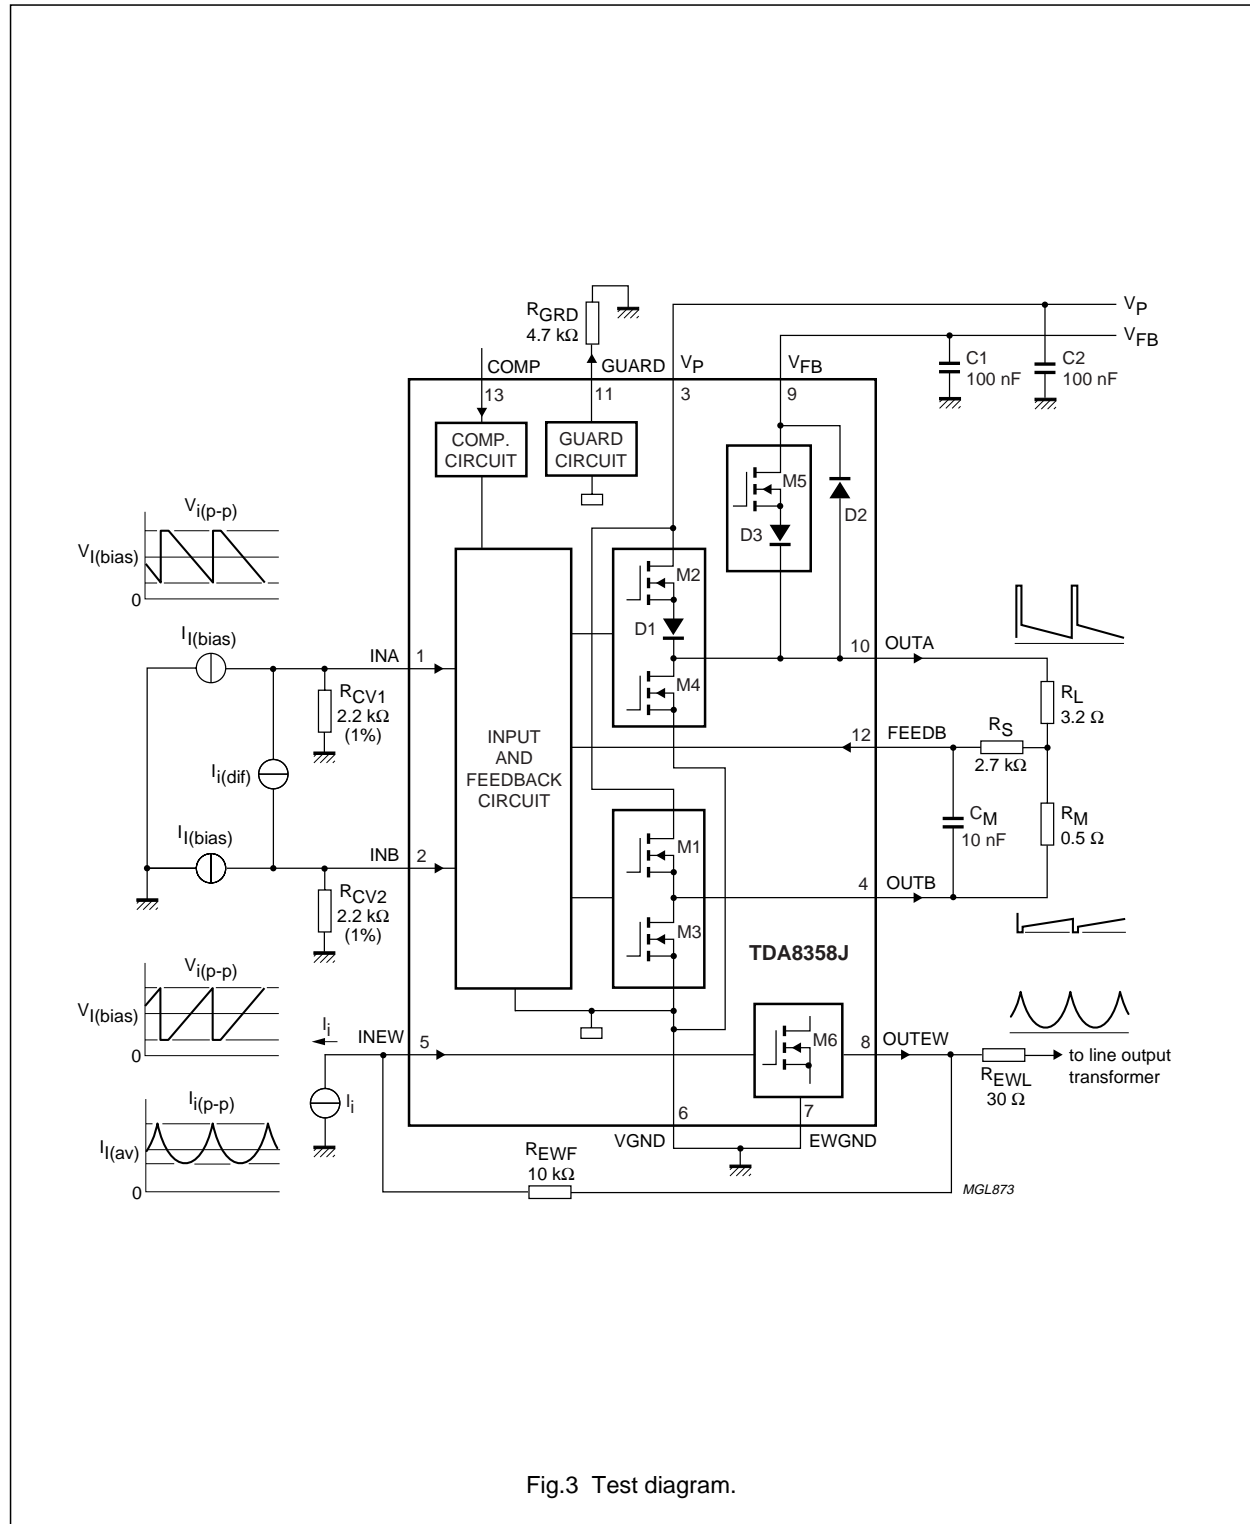 R_GRD
4.7 kΩ
V_P
V_FB
C1
100 nF
C2
100 nF
COMP
GUARD
V_P
V_FB
13
11
3
9
COMP.
CIRCUIT
GUARD
CIRCUIT
M5
D3
D2
V_i(p-p)
V_I(bias)
0
M2
D1
M4
I_I(bias)
INA
1
R_CV1
2.2 kΩ
(1%)
10
OUTA
R_L
3.2 Ω
I_i(dif)
INPUT
AND
FEEDBACK
CIRCUIT
12
FEEDB
R_S
2.7 kΩ
C_M
10 nF
R_M
0.5 Ω
I_I(bias)
INB
2
R_CV2
2.2 kΩ
(1%)
M1
M3
4
OUTB
TDA8358J
V_i(p-p)
V_I(bias)
0
I_i
INEW
5
I_i
M6
8
OUTEW
R_EWL
30 Ω
to line output
transformer
I_i(p-p)
I_I(av)
0
6
7
VGND
EWGND
R_EWF
10 kΩ
MGL873
Fig.3 Test diagram.